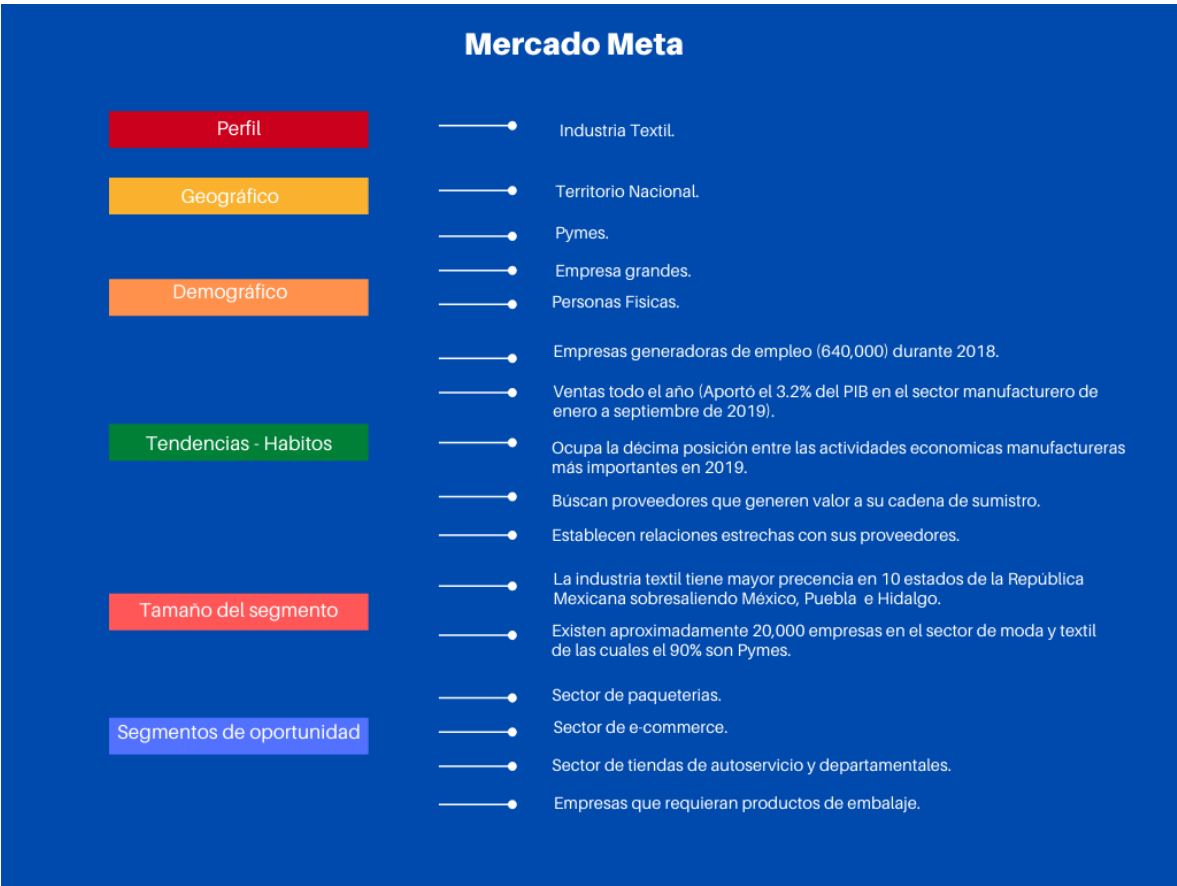 Mercado Meta
Perfil
Industria Textil.
Geográfico
Territorio Nacional.
Pymes.
Demográfico
Empresa grandes.
Personas Fisicas.
Empresas generadoras de empleo (640,000) durante 2018.
Ventas todo el año (Aportó el 3.2% del PIB en el sector manufacturero de
enero a septiembre de 2019).
Tendencias - Habitos
Ocupa la décima posición entre las actividades economicas manufactureras
más importantes en 2019.
Búscan proveedores que generen valor a su cadena de sumistro.
Establecen relaciones estrechas con sus proveedores.
Tamaño del segmento
La industria textil tiene mayor precencia en 10 estados de la República
Mexicana sobresaliendo México, Puebla e Hidalgo.
Existen aproximadamente 20,000 empresas en el sector de moda y textil
de las cuales el 90% son Pymes.
Segmentos de oportunidad
Sector de paqueterias.
Sector de e-commerce.
Sector de tiendas de autoservicio y departamentales.
Empresas que requieran productos de embalaje.